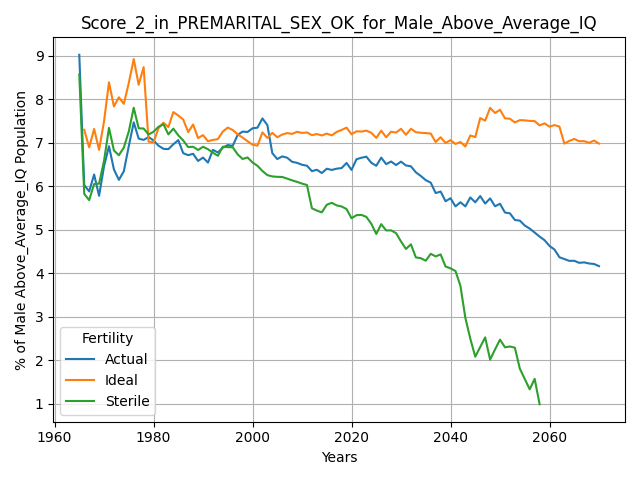 Score_2_in_PREMARITAL_SEX_OK_for_Male_Above_Average_IQ
% of Male Above_Average_IQ Population
9
8
7
6
5
4
3
2
1
Fertility
Actual
Ideal
Sterile
1960 1980 2000 2020 2040 2060
Years